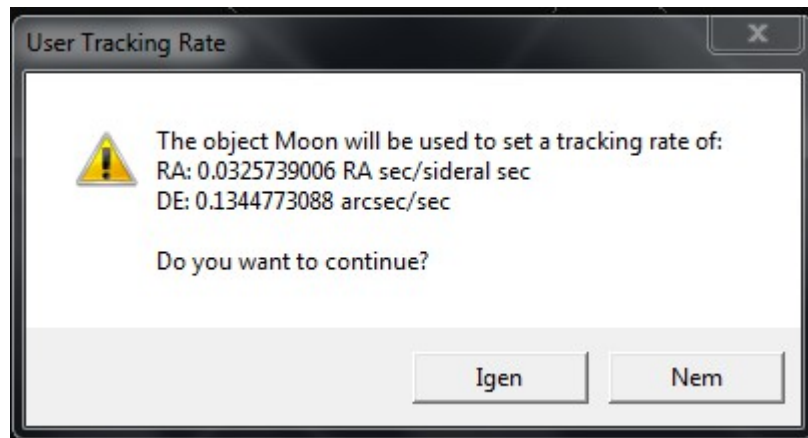 User Tracking Rate
The object Moon will be used to set a tracking rate of:
RA: 0.0325739006 RA sec/sideral sec
DE: 0.1344773088 arcsec/sec
Do you want to continue?
Igen
Nem